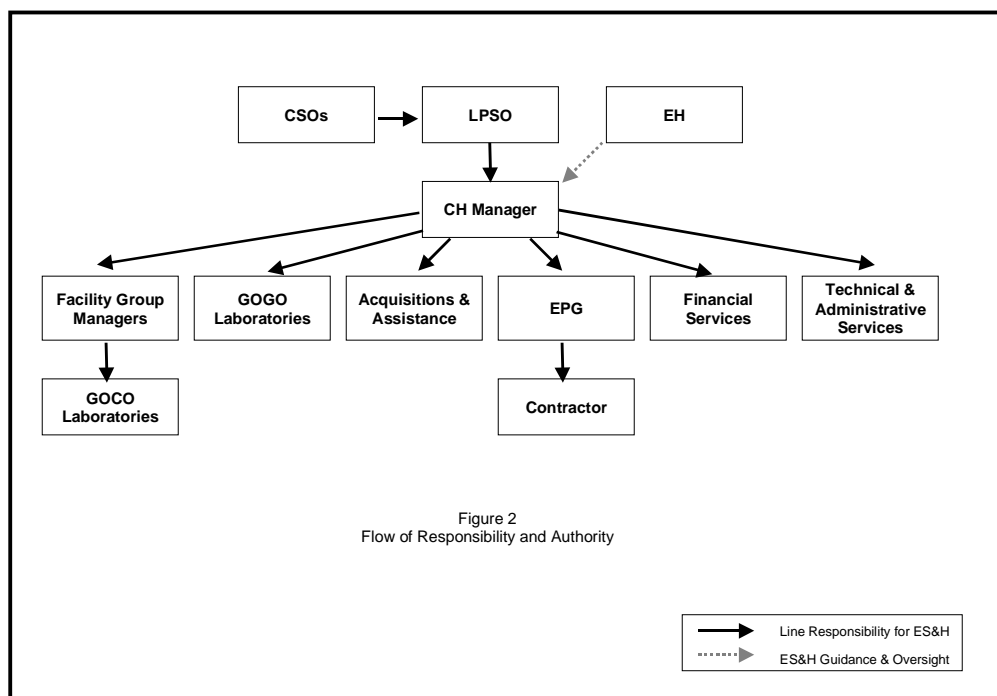 CSOs
LPSO
EH
CH Manager
Facility Group
Managers
GOGO
Laboratories
Acquisitions &
Assistance
EPG
Financial
Services
Technical &
Administrative
Services
GOCO
Laboratories
Contractor
Figure 2
Flow of Responsibility and Authority
Line Responsibility for ES&H
ES&H Guidance & Oversight